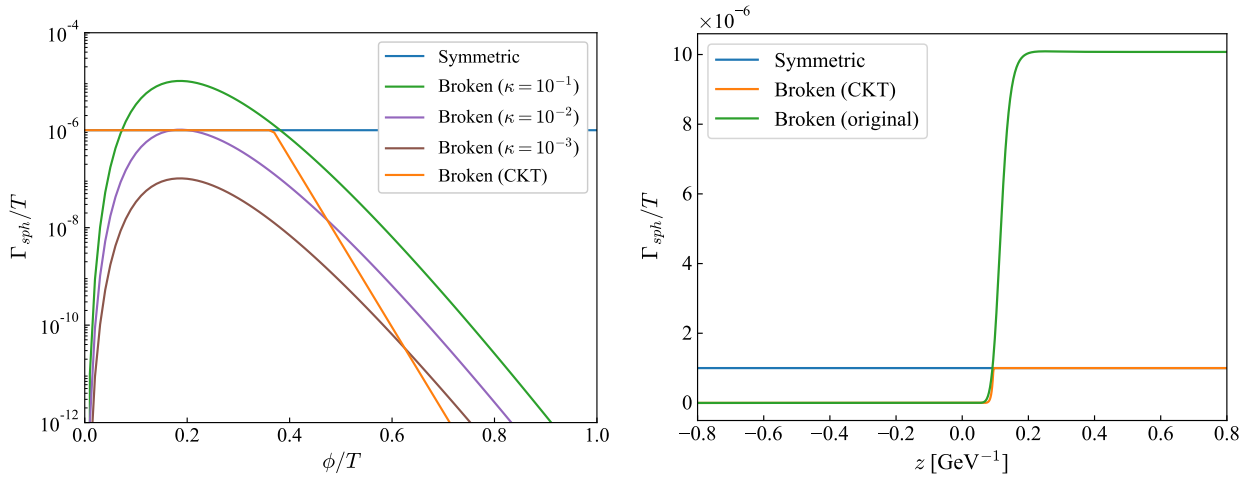 10⁻⁴
10⁻⁶
10⁻⁸
10⁻¹⁰
10⁻¹²
Γ_sph/T
Symmetric
Broken (κ = 10⁻¹)
Broken (κ = 10⁻²)
Broken (κ = 10⁻³)
Broken (CKT)
0.0 0.2 0.4 0.6 0.8 1.0
ϕ/T
×10⁻⁶
10
8
6
4
2
0
Γ_sph/T
Symmetric
Broken (CKT)
Broken (original)
−0.8 −0.6 −0.4 −0.2 0.0 0.2 0.4 0.6 0.8
z [GeV⁻¹]